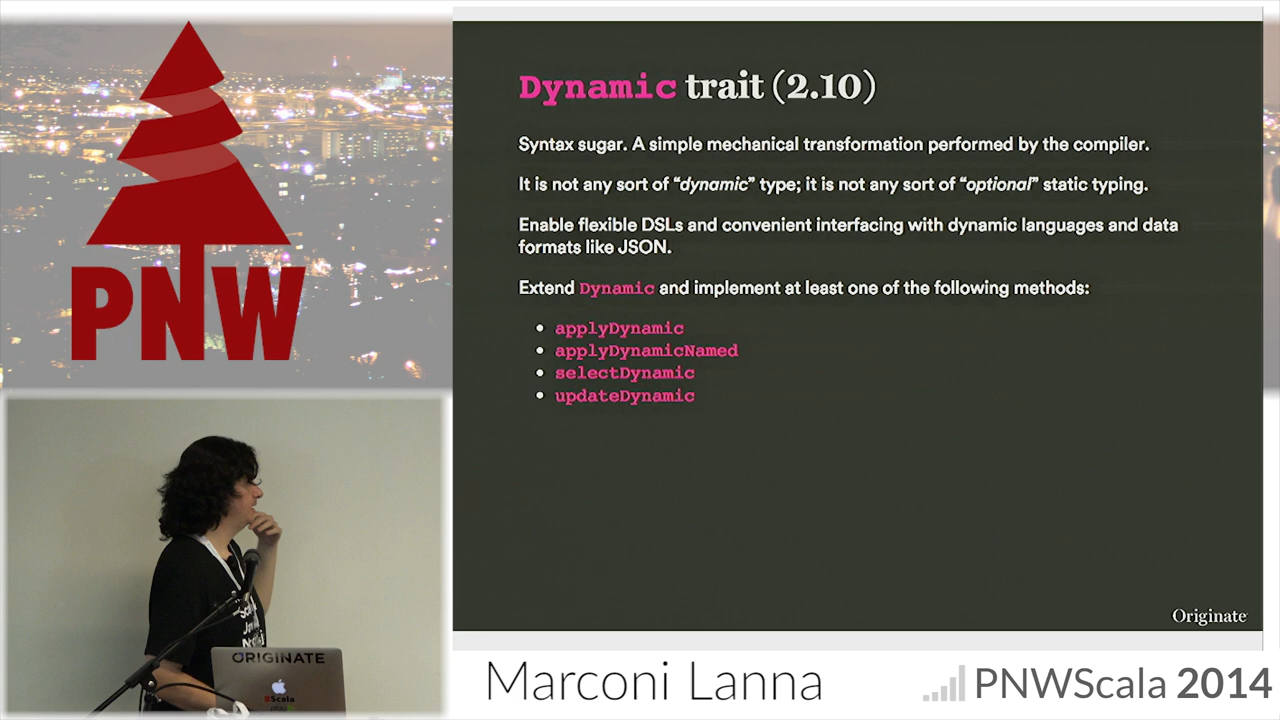 PNW
Dynamic trait (2.10)
Syntax sugar. A simple mechanical transformation performed by the compiler.
It is not any sort of “dynamic” type; it is not any sort of “optional” static typing.
Enable flexible DSLs and convenient interfacing with dynamic languages and data
formats like JSON.
Extend Dynamic and implement at least one of the following methods:
• applyDynamic
• applyDynamicNamed
• selectDynamic
• updateDynamic
Originate
ORIGINATE
Scala
Marconi Lanna
PNWScala 2014